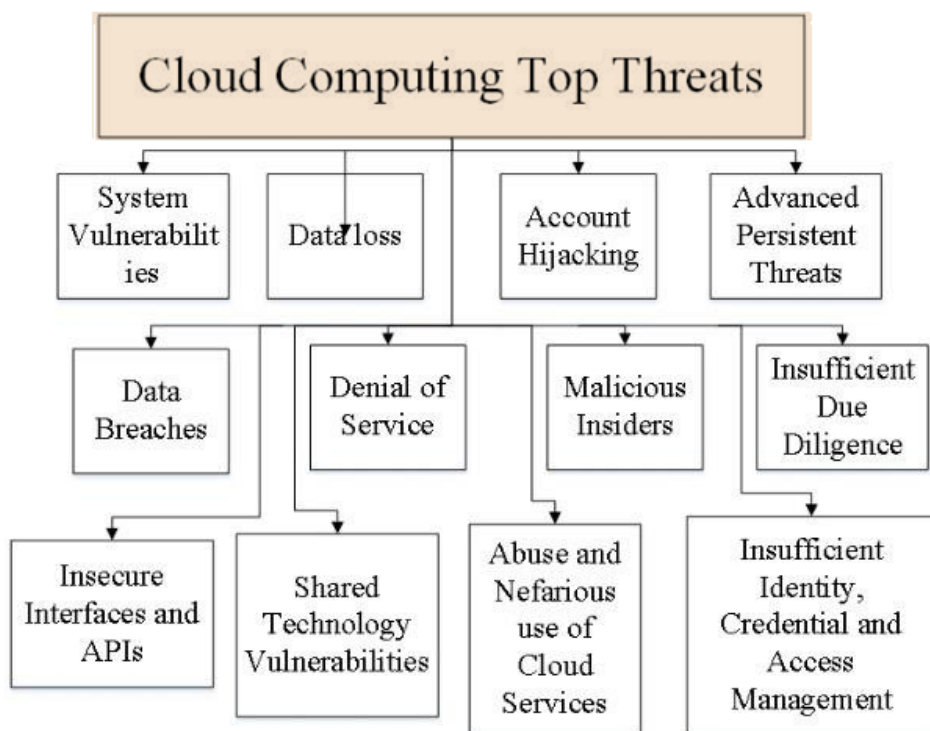 Cloud Computing Top Threats
System
Vulnerabilit
ies
Data loss
Account
Hijacking
Advanced
Persistent
Threats
Data
Breaches
Denial of
Service
Malicious
Insiders
Insufficient
Due
Diligence
Insecure
Interfaces and
APIs
Shared
Technology
Vulnerabilities
Abuse and
Nefarious
use of
Cloud
Services
Insufficient
Identity,
Credential and
Access
Management